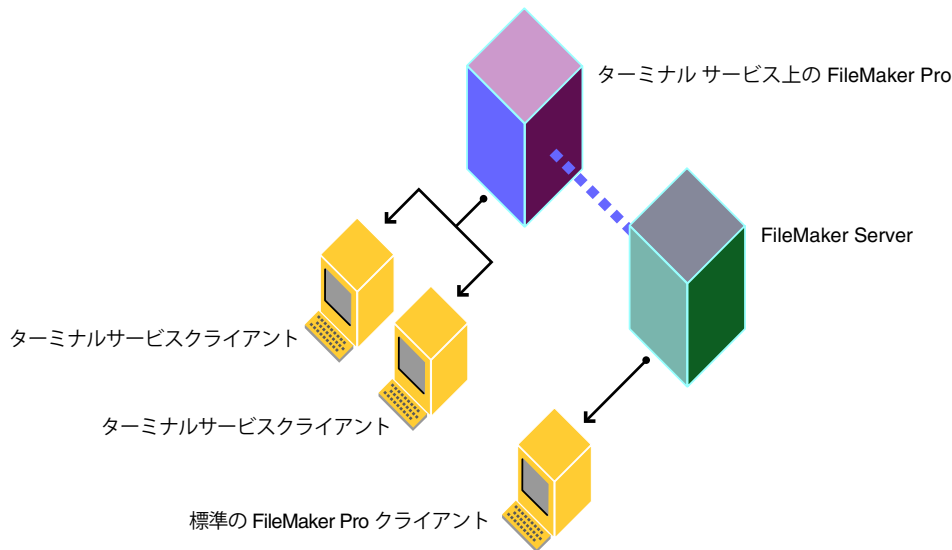 ターミナル サービス上の FileMaker Pro
FileMaker Server
ターミナルサービスクライアント
ターミナルサービスクライアント
標準の FileMaker Pro クライアント